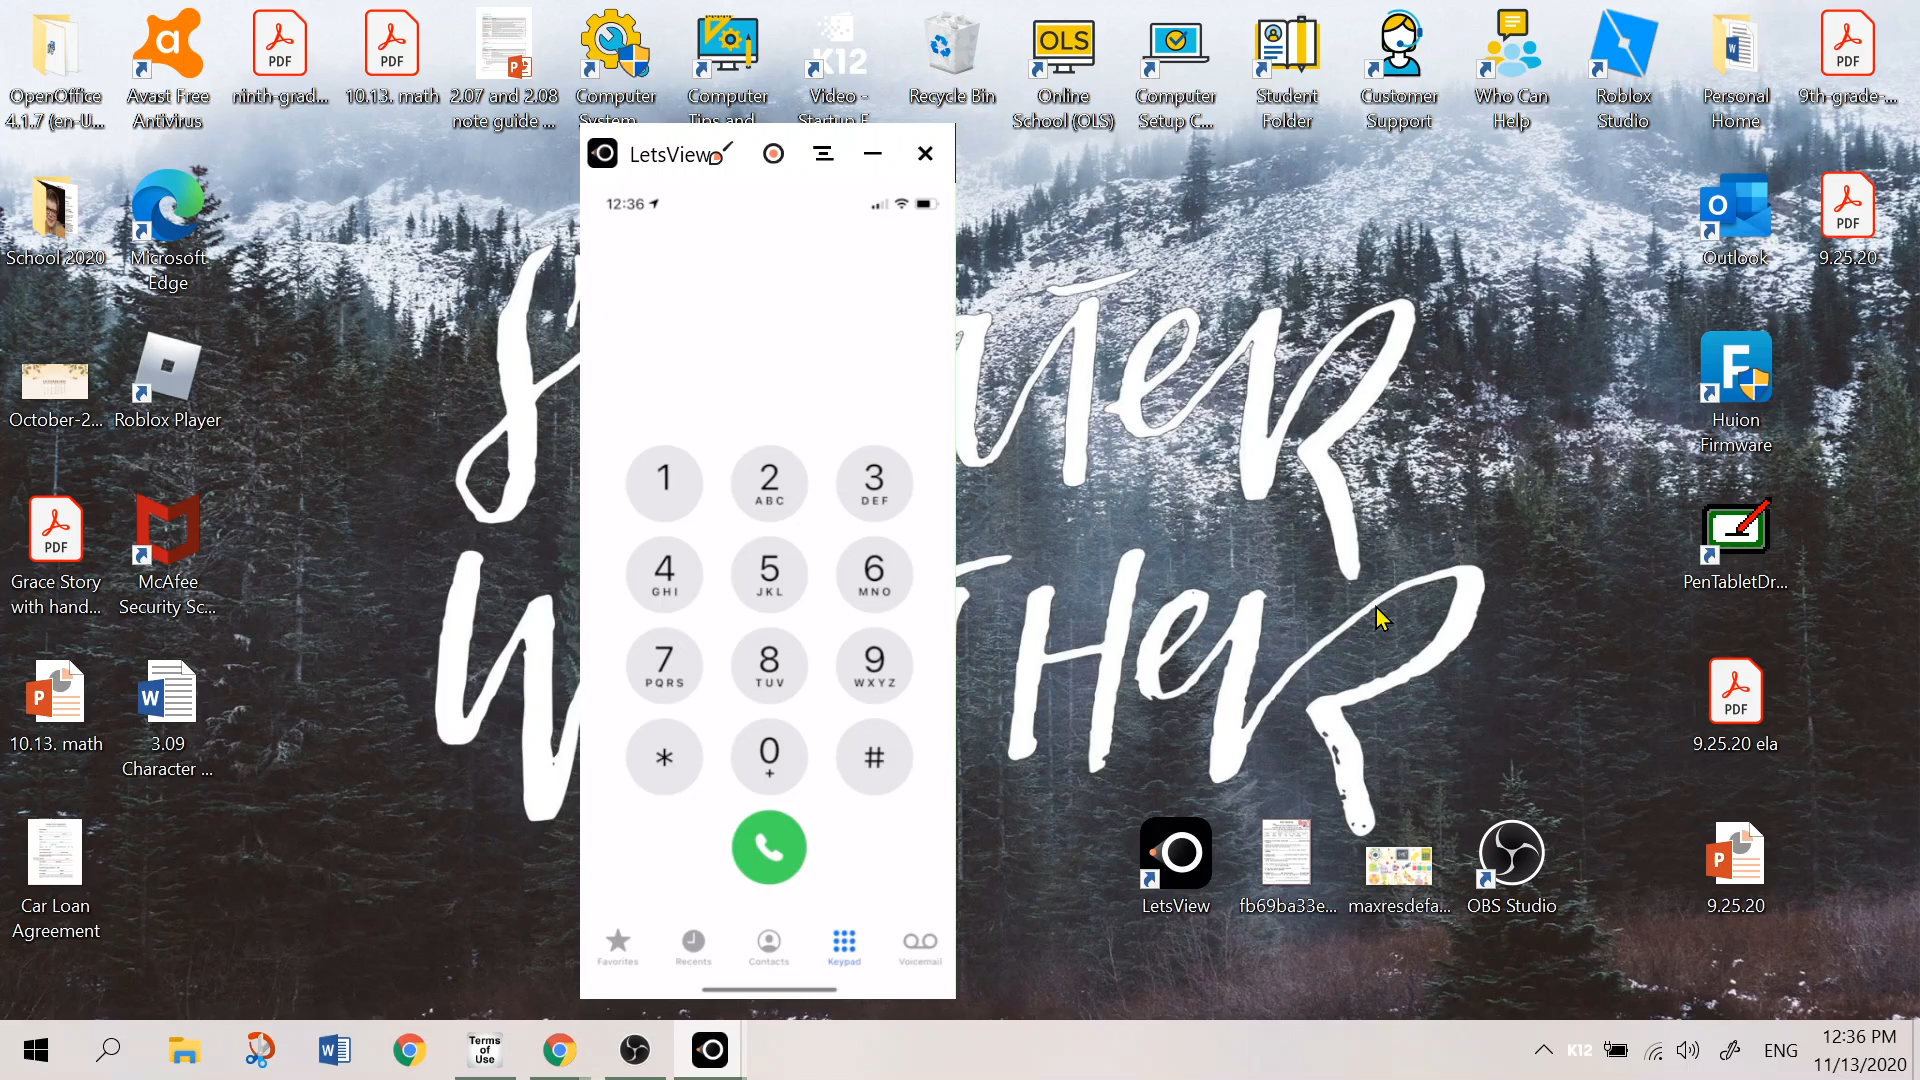 OpenOffice
4.1.7 (en-U...
Avast Free
Antivirus
PDF
ninth-grad...
PDF
10.13. math
2.07 and 2.08
note guide ...
Computer
System
Computer
Tips and
K12
Video -
Startup F
Recycle Bin
OLS
Online
School (OLS)
Computer
Setup C...
Student
Folder
Customer
Support
Who Can
Help
Roblox
Studio
Personal
Home
PDF
9th-grade-...
School 2020
Microsoft
Edge
Outlook
PDF
9.25.20
October-2...
Roblox Player
Huion
Firmware
PDF
Grace Story
with hand...
McAfee
Security Sc...
PenTabletDr...
10.13. math
3.09
Character ...
PDF
9.25.20 ela
Car Loan
Agreement
LetsView
fb69ba33e...
maxresdefa...
OBS Studio
9.25.20
LetsView
12:36
1
2 ABC
3 DEF
4 GHI
5 JKL
6 MNO
7 PQRS
8 TUV
9 WXYZ
*
0 +
#
Favorites
Recents
Contacts
Keypad
Voicemail
Terms
of
Use
K12
ENG
12:36 PM
11/13/2020